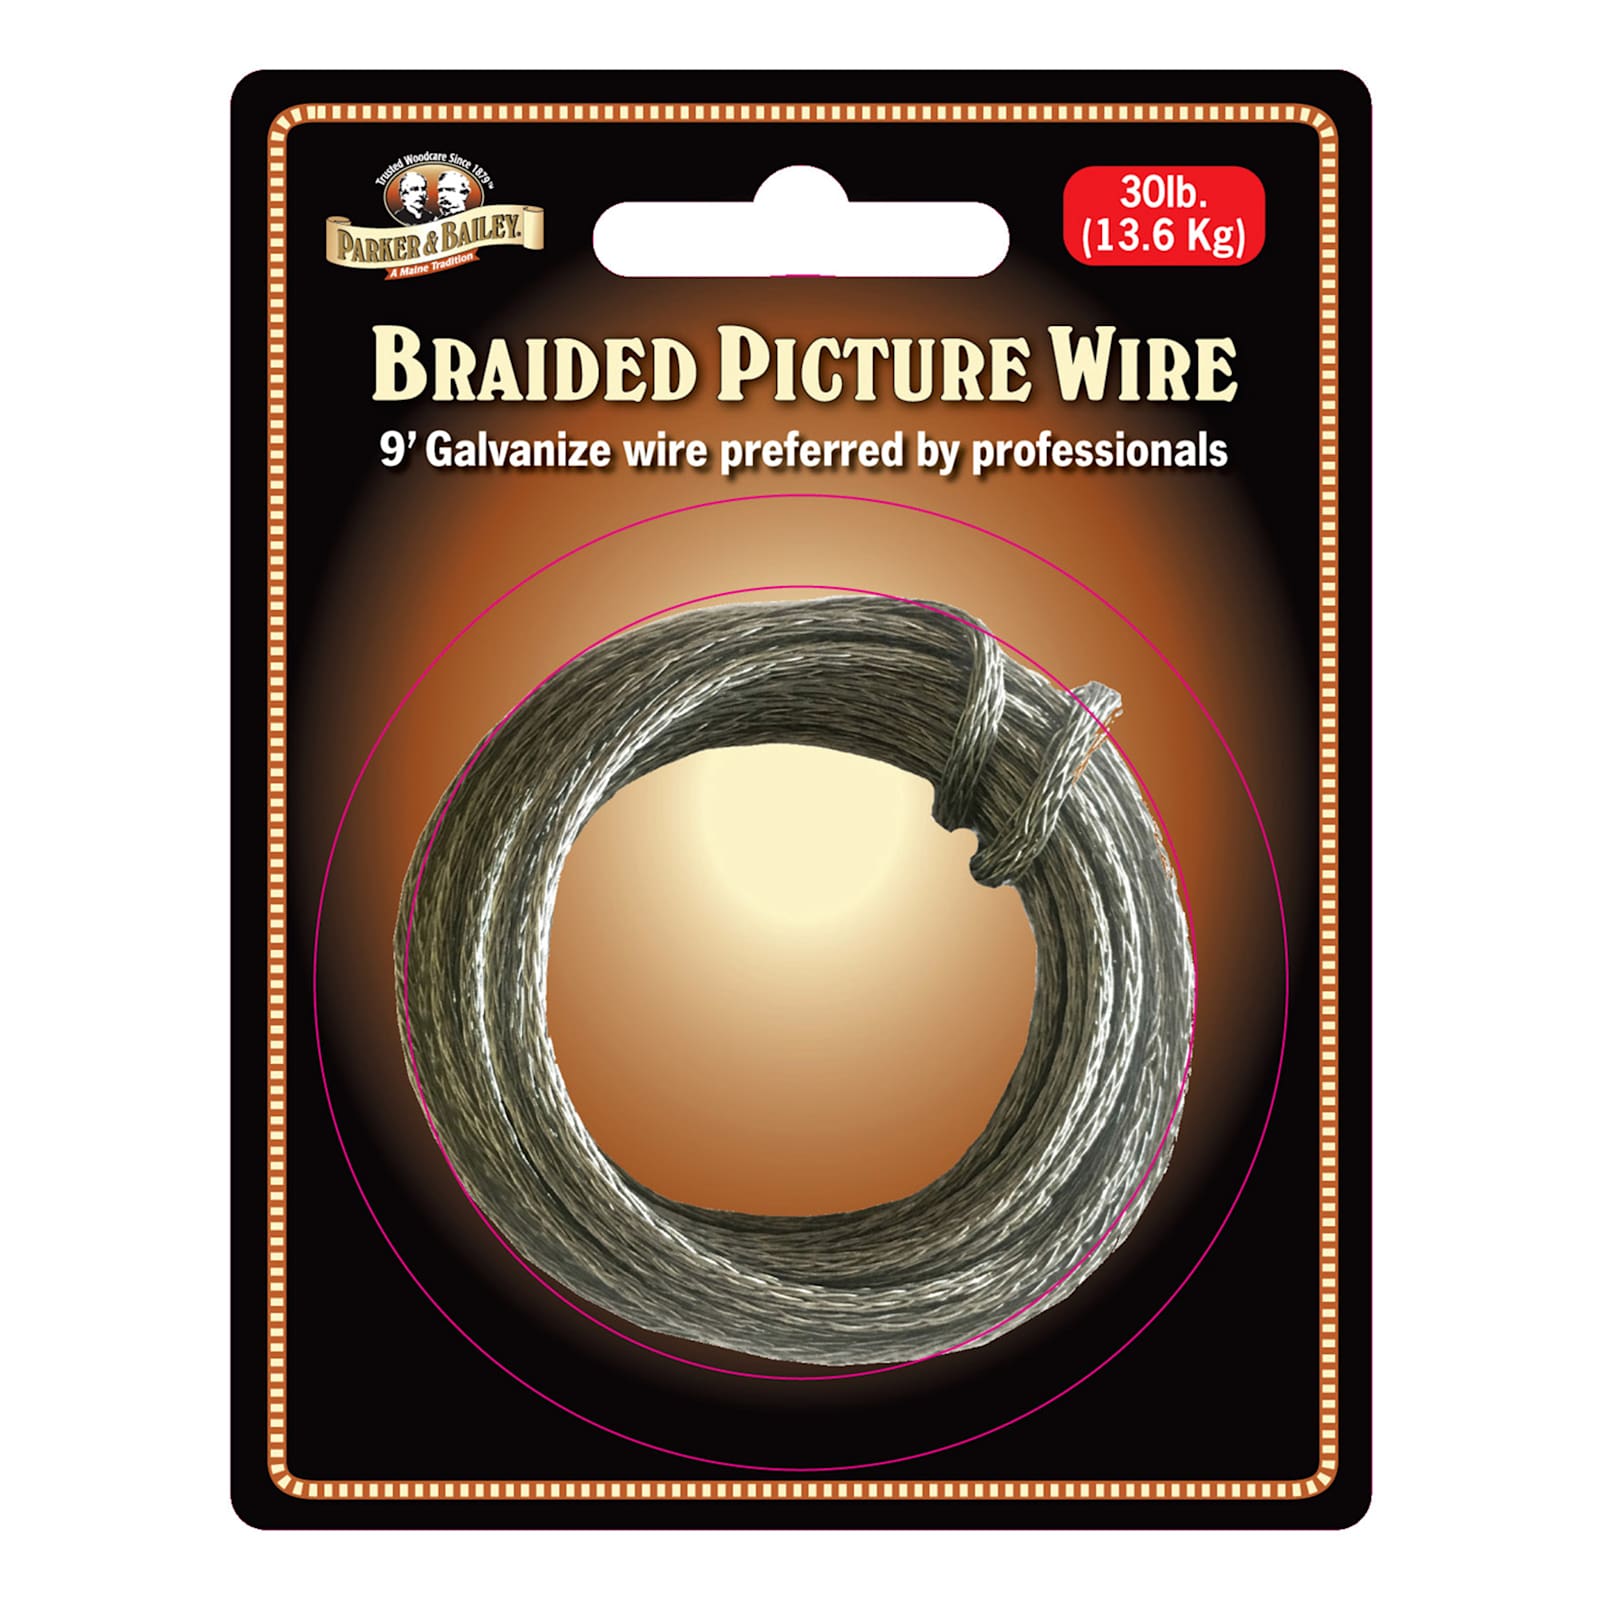 Trusted Woodcare Since 1879™
PARKER & BAILEY®
A Maine Tradition
30lb.
(13.6 Kg)
BRAIDED PICTURE WIRE
9' Galvanize wire preferred by professionals